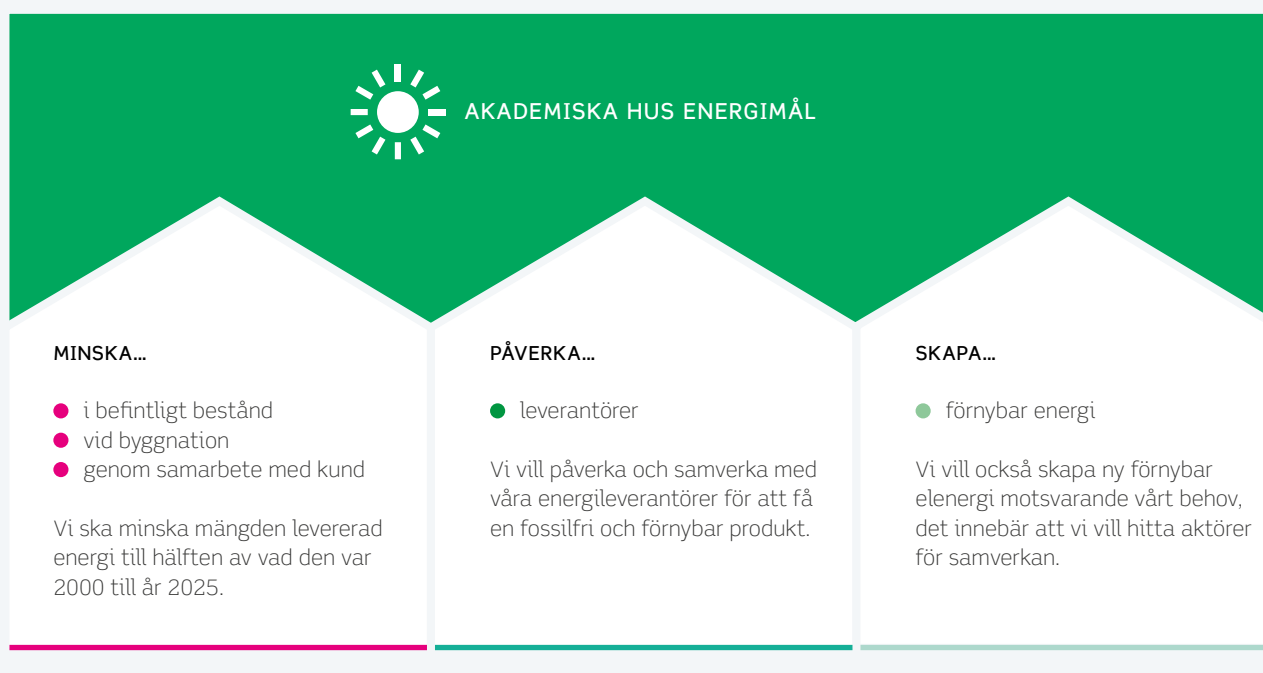 AKADEMISKA HUS ENERGIMÅL
MINSKA...
i befintligt bestånd
vid byggnation
genom samarbete med kund
Vi ska minska mängden levererad
energi till hälften av vad den var
2000 till år 2025.
PÅVERKA...
leverantörer
Vi vill påverka och samverka med
våra energileverantörer för att få
en fossilfri och förnybar produkt.
SKAPA...
förnybar energi
Vi vill också skapa ny förnybar
elenergi motsvarande vårt behov,
det innebär att vi vill hitta aktörer
för samverkan.